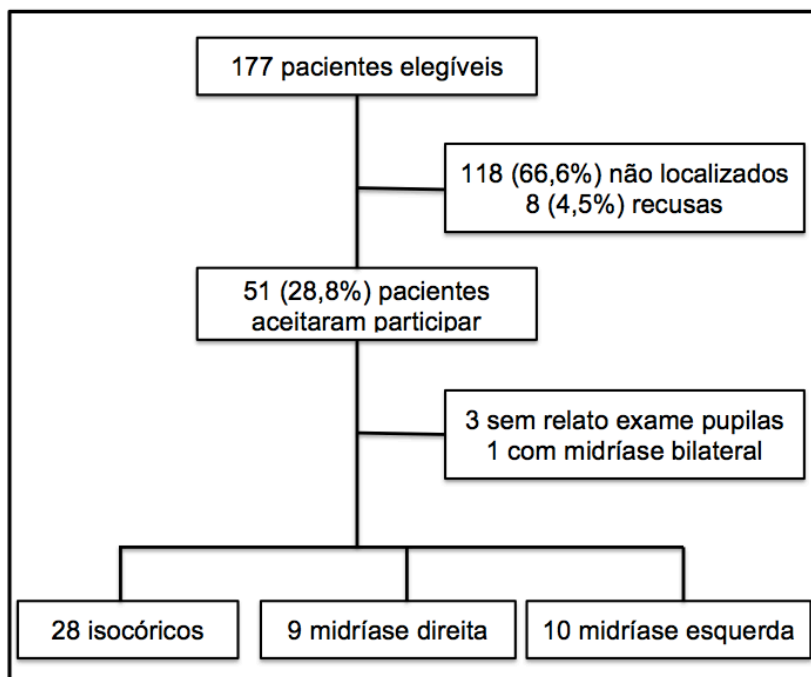 177 pacientes elegíveis
118 (66,6%) não localizados
8 (4,5%) recusas
51 (28,8%) pacientes
aceitaram participar
3 sem relato exame pupilas
1 com midríase bilateral
28 isocóricos
9 midríase direita
10 midríase esquerda